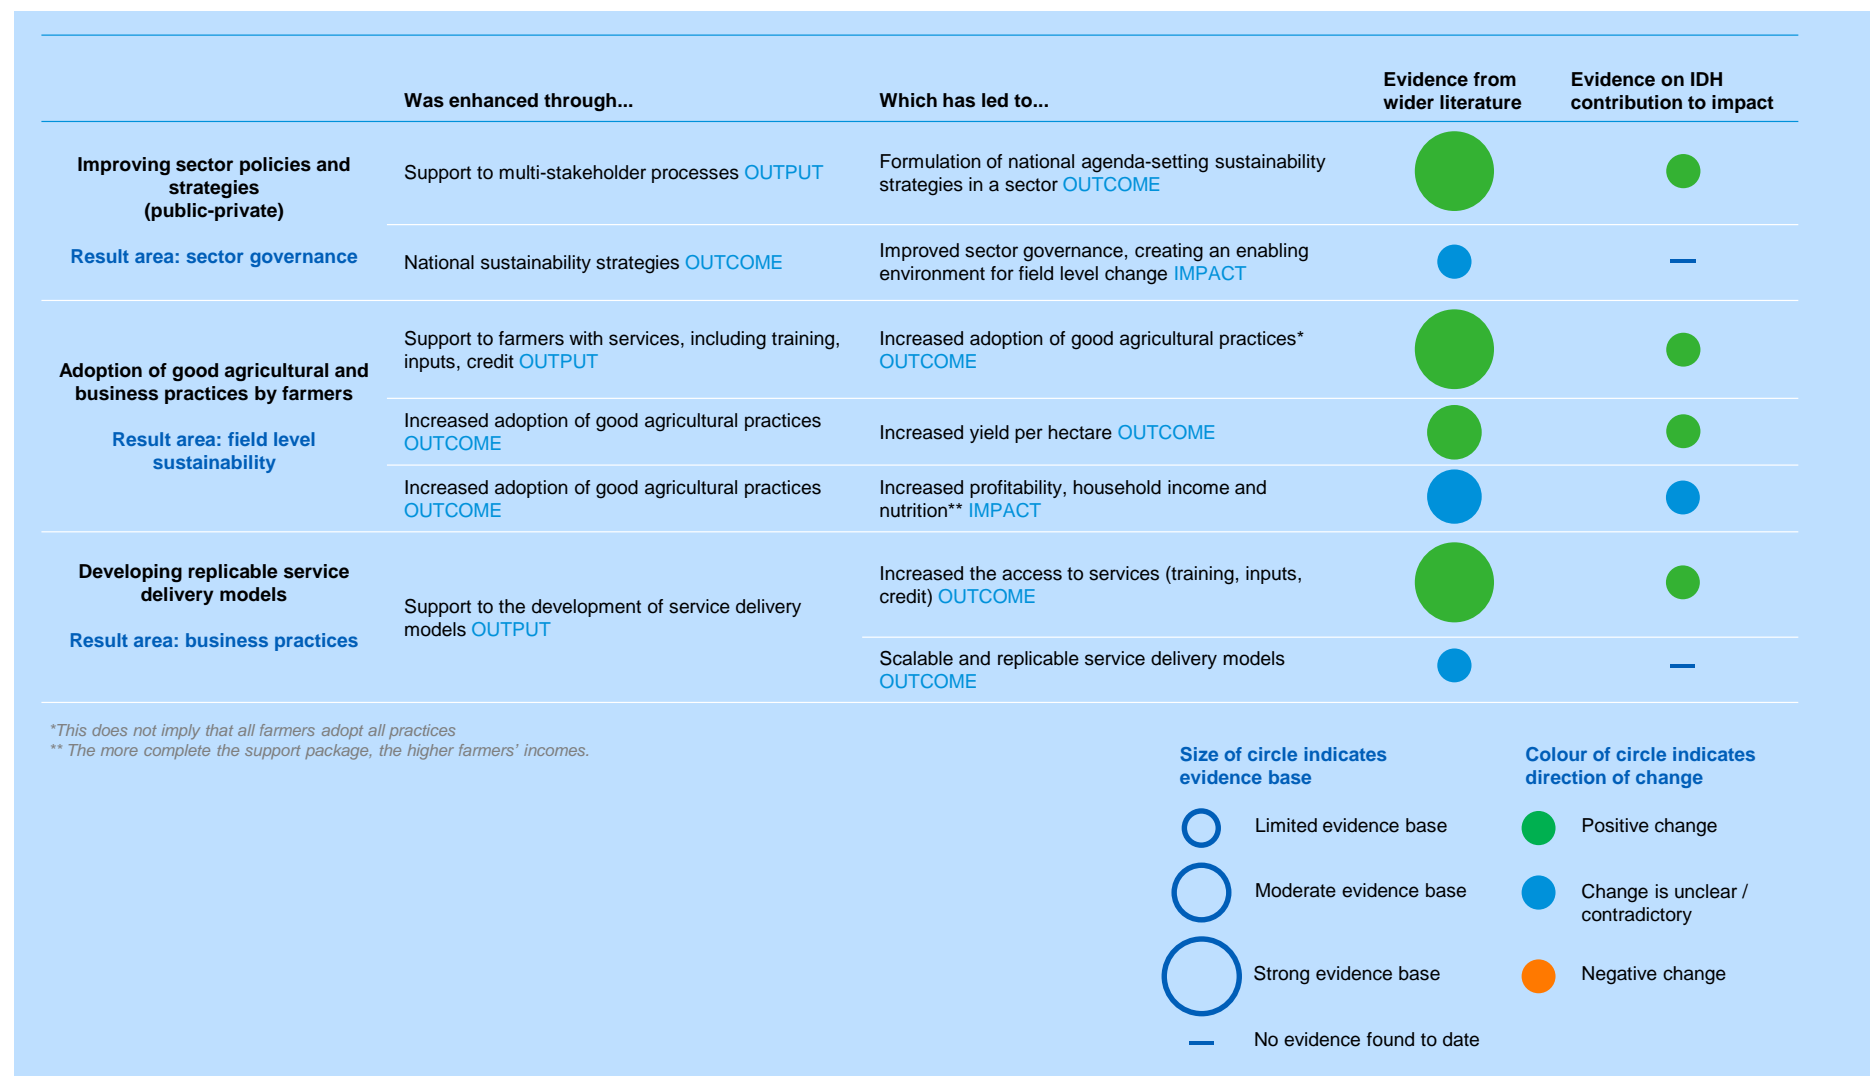 Was enhanced through...
Which has led to...
Evidence from
wider literature
Evidence on IDH
contribution to impact
Improving sector policies and
strategies
(public-private)
Result area: sector governance
Support to multi-stakeholder processes OUTPUT
Formulation of national agenda-setting sustainability
strategies in a sector OUTCOME
National sustainability strategies OUTCOME
Improved sector governance, creating an enabling
environment for field level change IMPACT
Adoption of good agricultural and
business practices by farmers
Result area: field level
sustainability
Support to farmers with services, including training,
inputs, credit OUTPUT
Increased adoption of good agricultural practices*
OUTCOME
Increased adoption of good agricultural practices
OUTCOME
Increased yield per hectare OUTCOME
Increased adoption of good agricultural practices
OUTCOME
Increased profitability, household income and
nutrition** IMPACT
Developing replicable service
delivery models
Result area: business practices
Support to the development of service delivery
models OUTPUT
Increased the access to services (training, inputs,
credit) OUTCOME
Scalable and replicable service delivery models
OUTCOME
*This does not imply that all farmers adopt all practices
** The more complete the support package, the higher farmers' incomes.
Size of circle indicates
evidence base
Limited evidence base
Moderate evidence base
Strong evidence base
No evidence found to date
Colour of circle indicates
direction of change
Positive change
Change is unclear /
contradictory
Negative change